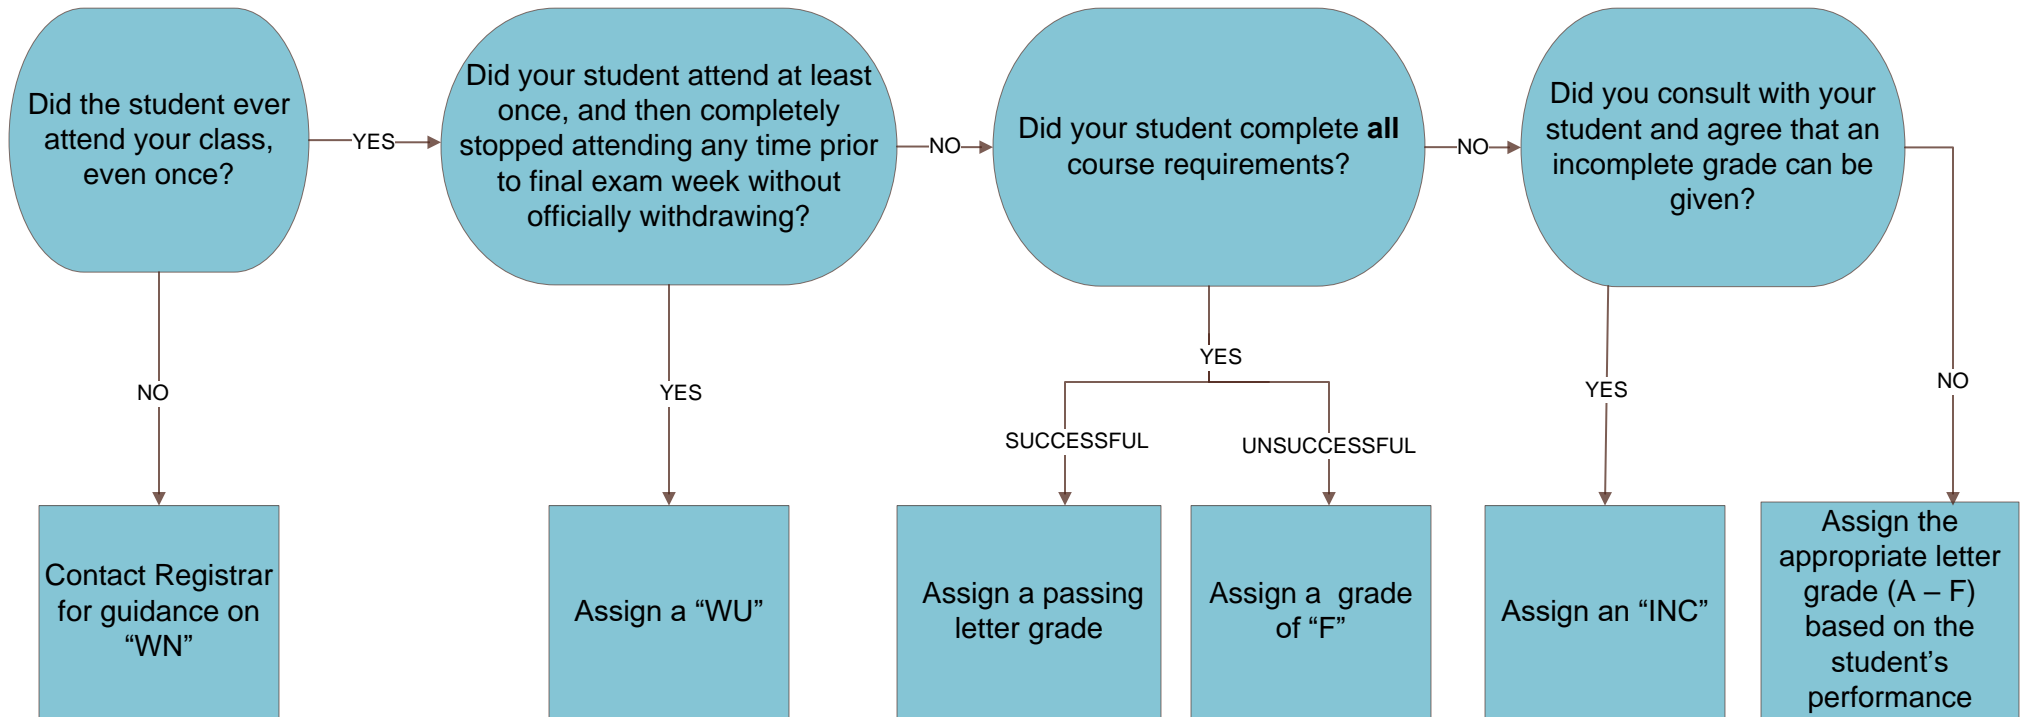 Did the student ever
attend your class,
even once?
YES
Did your student attend at least
once, and then completely
stopped attending any time prior
to final exam week without
officially withdrawing?
NO
Did your student complete all
course requirements?
NO
Did you consult with your
student and agree that an
incomplete grade can be
given?
NO
YES
YES
SUCCESSFUL
UNSUCCESSFUL
YES
NO
Contact Registrar
for guidance on
“WN”
Assign a “WU”
Assign a passing
letter grade
Assign a  grade
of “F”
Assign an “INC”
Assign the
appropriate letter
grade (A – F)
based on the
student’s
performance